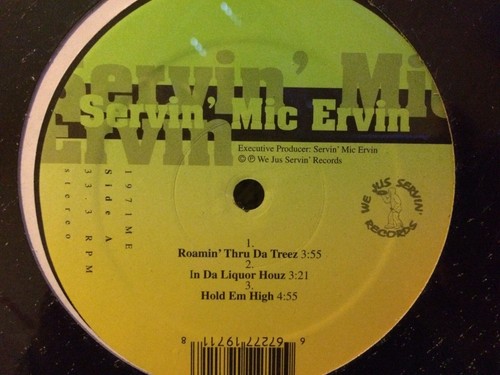 Servin' Mic
Ervin
Servin' Mic Ervin
Executive Producer: Servin' Mic Ervin
© ℗ We Jus Servin' Records
1971ME
Side A
33 1/3 RPM
stereo
WE JUS SERVIN'
RECORDS
1.
Roamin' Thru Da Treez 3:55
2.
In Da Liquor Houz 3:21
3.
Hold Em High 4:55
6 67277 19711 8